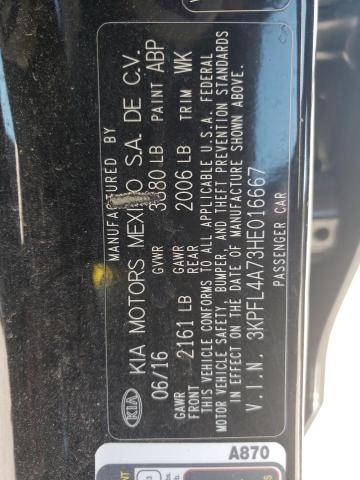 MANUFACTURED BY
KIA MOTORS MEXICO S.A. DE C.V.
06/16 GVWR 3880 LB PAINT ABP
GAWR FRONT 2161 LB GAWR REAR 2006 LB TRIM WK
THIS VEHICLE CONFORMS TO ALL APPLICABLE U.S.A. FEDERAL
MOTOR VEHICLE SAFETY, BUMPER, AND THEFT PREVENTION STANDARDS
IN EFFECT ON THE DATE OF MANUFACTURE SHOWN ABOVE.
V.I.N. 3KPFL4A73HE016667
PASSENGER CAR
KIA
A870